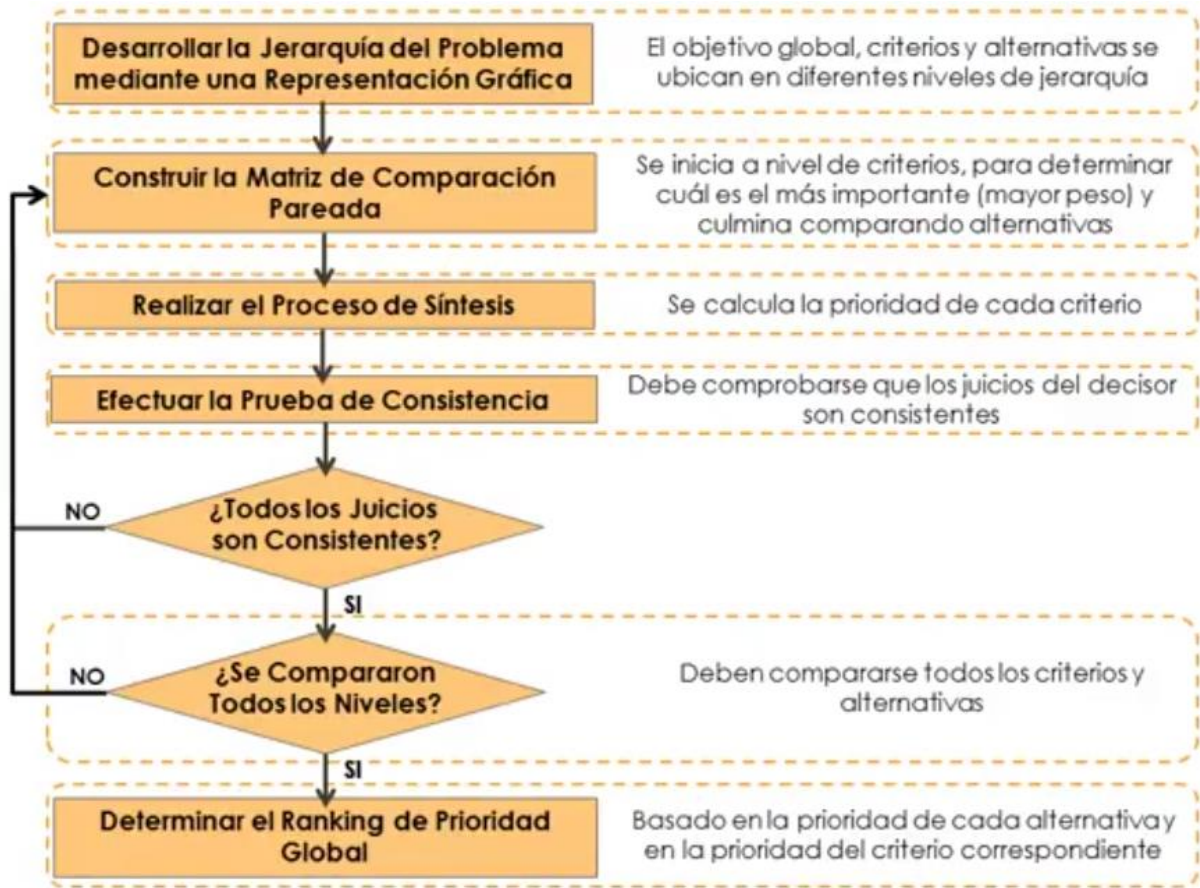 Desarrollar la Jerarquía del Problema
mediante una Representación Gráfica
El objetivo global, criterios y alternativas se
ubican en diferentes niveles de jerarquía
Construir la Matriz de Comparación
Pareada
Se inicia a nivel de criterios, para determinar
cuál es el más importante (mayor peso) y
culmina comparando alternativas
Realizar el Proceso de Síntesis
Se calcula la prioridad de cada criterio
Efectuar la Prueba de Consistencia
Debe comprobarse que los juicios del decisor
son consistentes
NO
¿Todos los Juicios
son Consistentes?
SI
NO
¿Se Compararon
Todos los Niveles?
Deben compararse todos los criterios y
alternativas
SI
Determinar el Ranking de Prioridad
Global
Basado en la prioridad de cada alternativa y
en la prioridad del criterio correspondiente